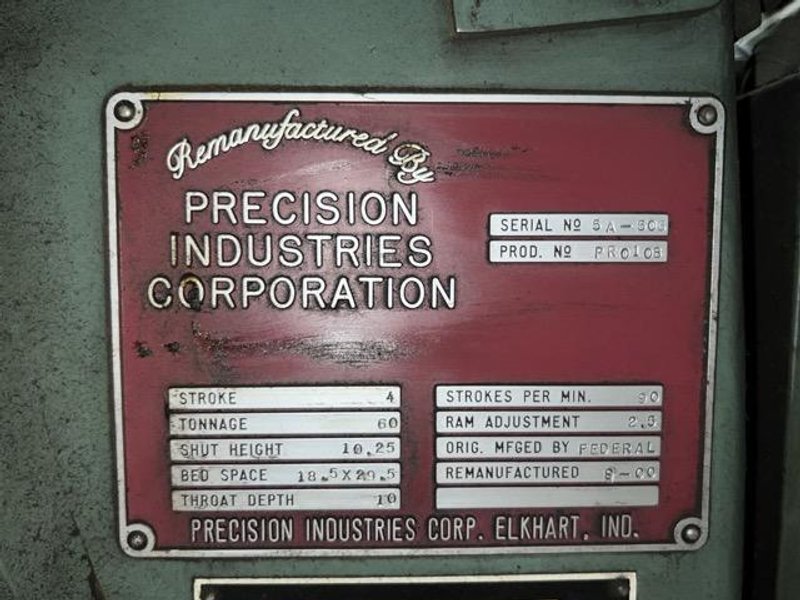 Remanufactured By
PRECISION
INDUSTRIES
CORPORATION
SERIAL Nº
PROD. Nº PR0105
STROKE 4
TONNAGE 60
SHUT HEIGHT 10.25
BED SPACE 18.5X29.5
THROAT DEPTH 10
STROKES PER MIN. 90
RAM ADJUSTMENT 2.5
ORIG. MFGED BY FEDERAL
REMANUFACTURED
PRECISION INDUSTRIES CORP. ELKHART, IND.